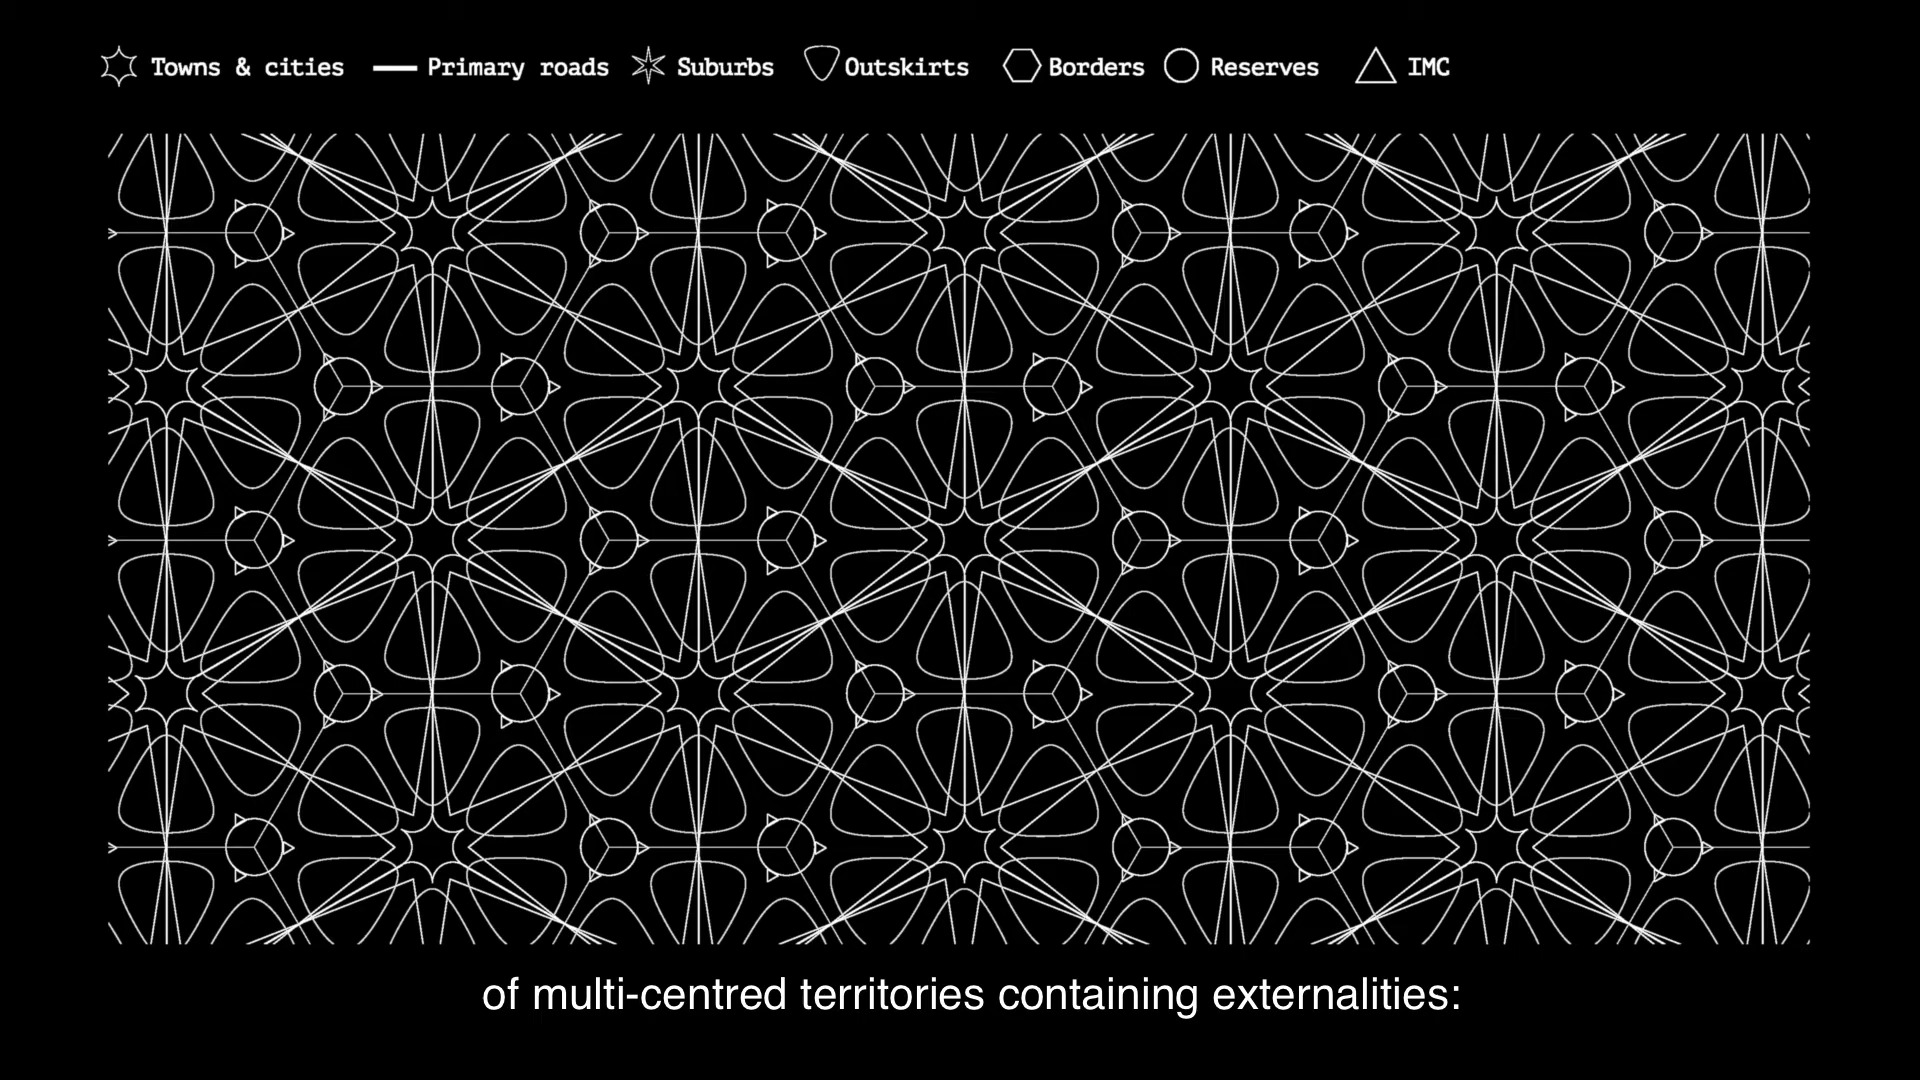 Towns & cities Primary roads Suburbs Outskirts Borders Reserves IMC
of multi-centred territories containing externalities: